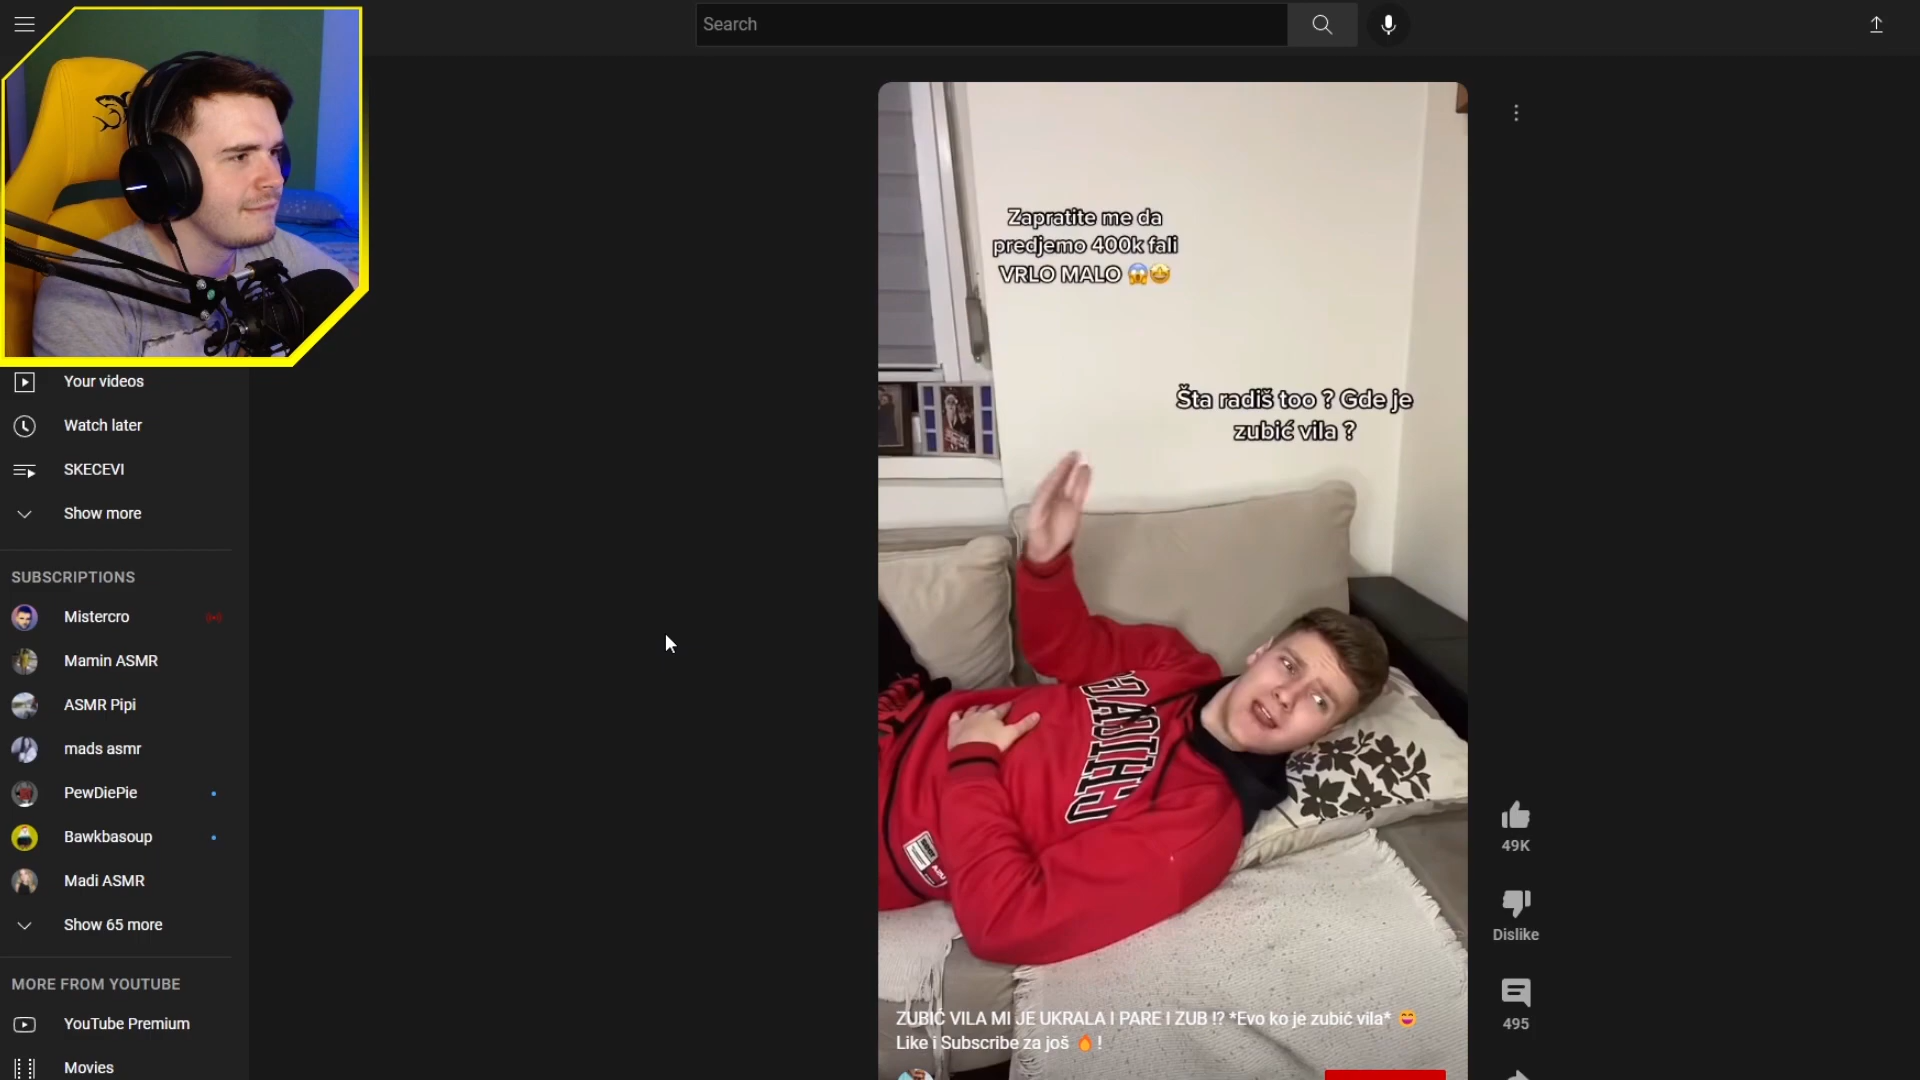 Search
Zapratite me da
predjemo 400k fali
VRLO MALO 😱🤩
Šta radiš too ? Gde je
zubić vila ?
CHICAG
Your videos
Watch later
SKECEVI
Show more
SUBSCRIPTIONS
Mistercro
Mamin ASMR
ASMR Pipi
mads asmr
PewDiePie
Bawkbasoup
Madi ASMR
Show 65 more
MORE FROM YOUTUBE
YouTube Premium
Movies
49K
Dislike
495
ZUBIĆ VILA MI JE UKRALA I PARE I ZUB !? *Evo ko je zubić vila* 😄
Like i Subscribe za još 🔥 !